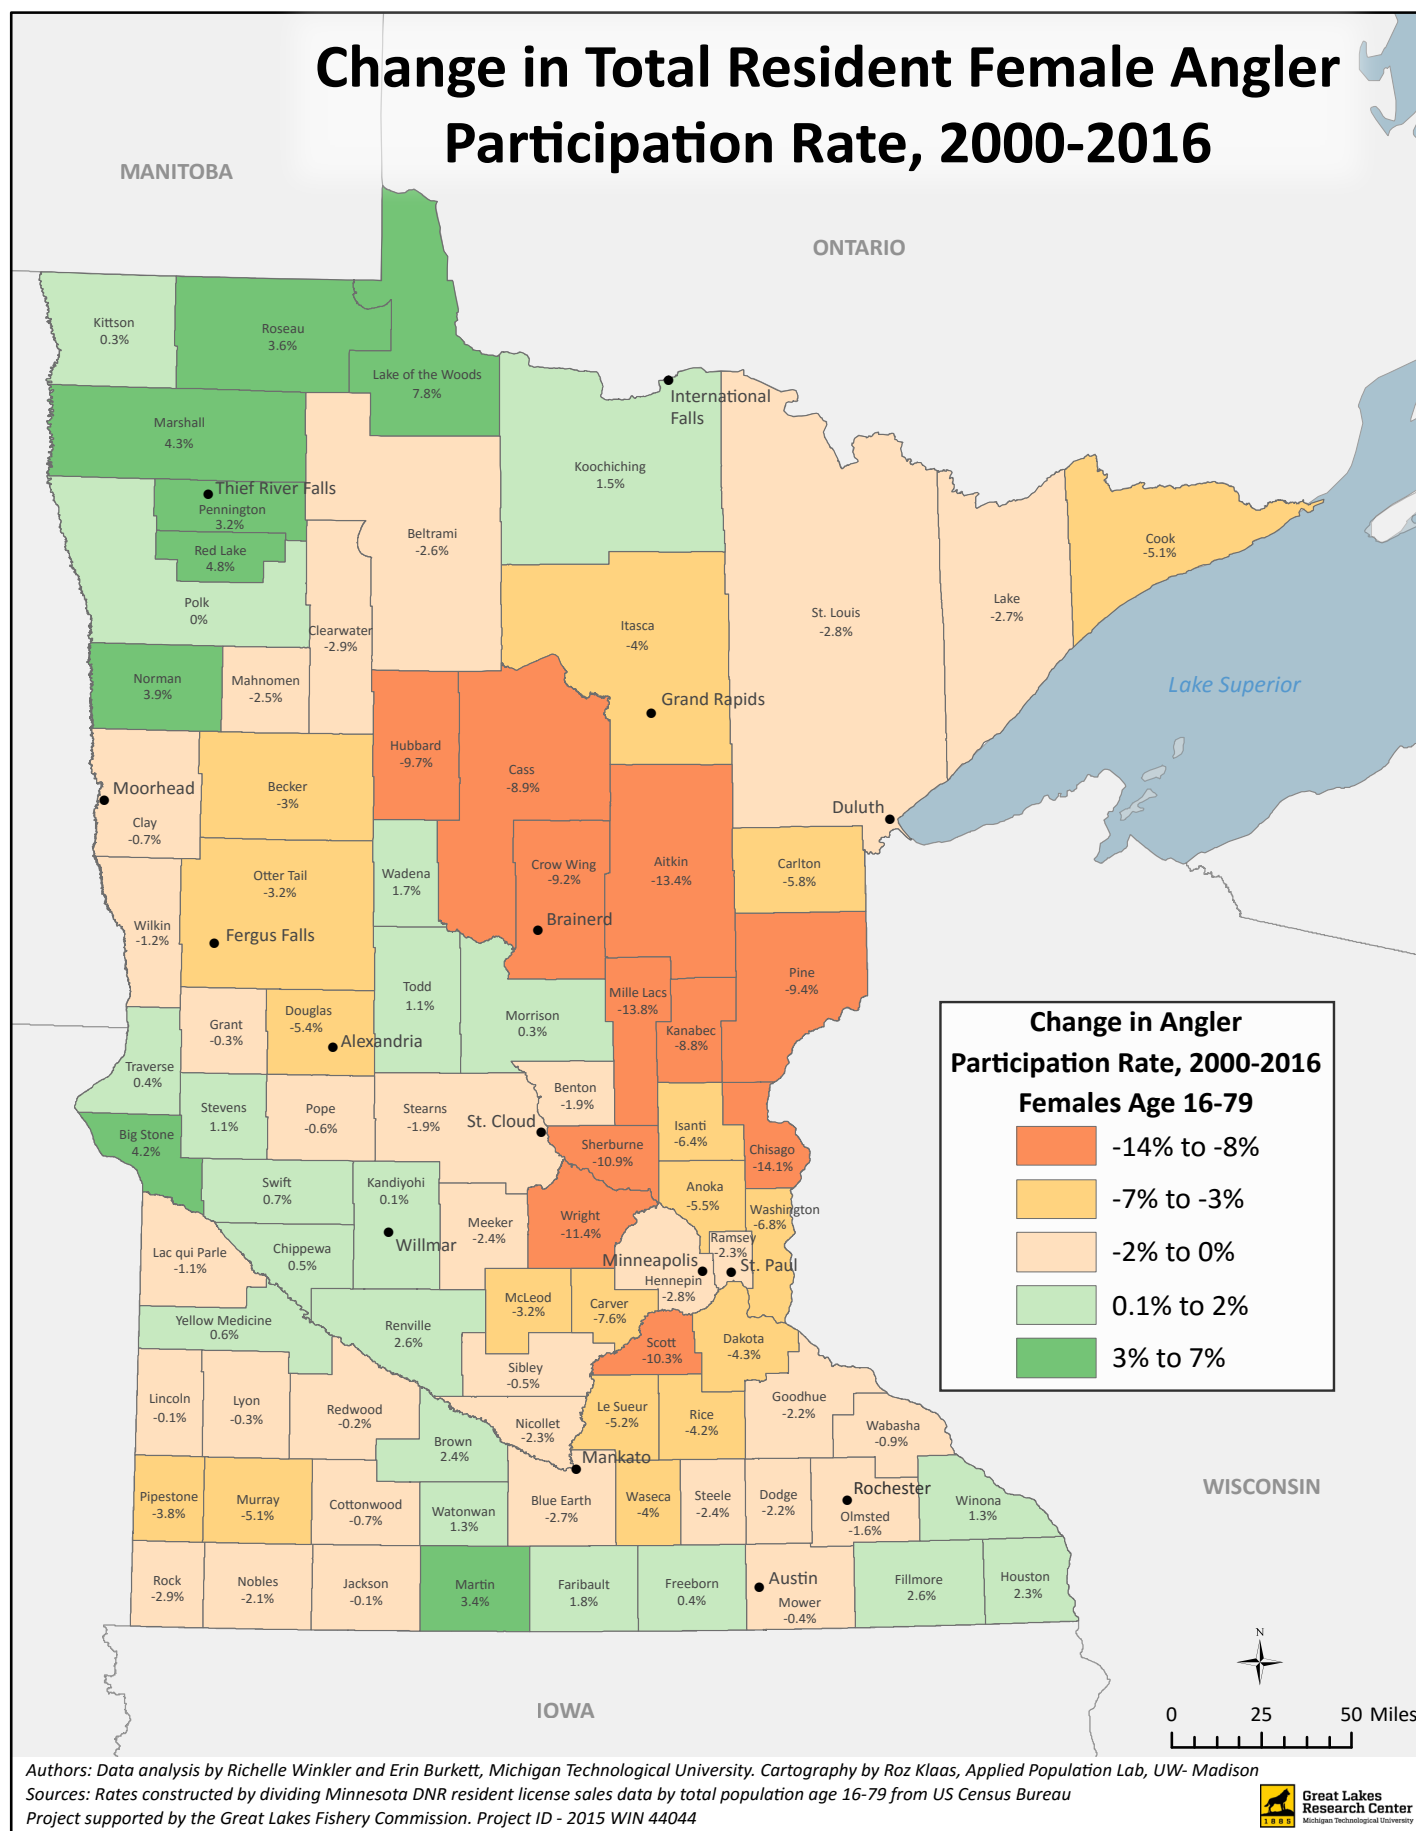 Change in Total Resident Female Angler
Participation Rate, 2000-2016
MANITOBA
ONTARIO
Kittson
0.3%
Roseau
3.6%
Lake of the Woods
7.8%
International
Falls
Marshall
4.3%
Koochiching
1.5%
Thief River Falls
Pennington
3.2%
Red Lake
4.8%
Beltrami
-2.6%
Cook
-5.1%
Polk
0%
Clearwater
-2.9%
Itasca
-4%
St. Louis
-2.8%
Lake
-2.7%
Norman
3.9%
Mahnomen
-2.5%
Lake Superior
Grand Rapids
Hubbard
-9.7%
Cass
-8.9%
Moorhead
Clay
-0.7%
Becker
-3%
Duluth
Otter Tail
-3.2%
Wadena
1.7%
Crow Wing
-9.2%
Aitkin
-13.4%
Carlton
-5.8%
Brainerd
Wilkin
-1.2%
Fergus Falls
Pine
-9.4%
Todd
1.1%
Mille Lacs
-13.8%
Grant
-0.3%
Douglas
-5.4%
Alexandria
Morrison
0.3%
Kanabec
-8.8%
Traverse
0.4%
Stevens
1.1%
Pope
-0.6%
Stearns
-1.9%
Benton
-1.9%
St. Cloud
Isanti
-6.4%
Big Stone
4.2%
Sherburne
-10.9%
Chisago
-14.1%
Swift
0.7%
Kandiyohi
0.1%
Anoka
-5.5%
Washington
-6.8%
Wright
-11.4%
Meeker
-2.4%
Willmar
Lac qui Parle
-1.1%
Chippewa
0.5%
Ramsey
-2.3%
Minneapolis
St. Paul
Hennepin
-2.8%
McLeod
-3.2%
Carver
-7.6%
Yellow Medicine
0.6%
Renville
2.6%
Scott
-10.3%
Dakota
-4.3%
Sibley
-0.5%
Lincoln
-0.1%
Lyon
-0.3%
Redwood
-0.2%
Nicollet
-2.3%
Le Sueur
-5.2%
Rice
-4.2%
Goodhue
-2.2%
Wabasha
-0.9%
Brown
2.4%
Mankato
Pipestone
-3.8%
Murray
-5.1%
Cottonwood
-0.7%
Watonwan
1.3%
Blue Earth
-2.7%
Waseca
-4%
Steele
-2.4%
Dodge
-2.2%
Rochester
Olmsted
-1.6%
Winona
1.3%
WISCONSIN
Rock
-2.9%
Nobles
-2.1%
Jackson
-0.1%
Martin
3.4%
Faribault
1.8%
Freeborn
0.4%
Austin
Mower
-0.4%
Fillmore
2.6%
Houston
2.3%
IOWA
Change in Angler
Participation Rate, 2000-2016
Females Age 16-79
-14% to -8%
-7% to -3%
-2% to 0%
0.1% to 2%
3% to 7%
N
0 25 50 Miles
Authors: Data analysis by Richelle Winkler and Erin Burkett, Michigan Technological University. Cartography by Roz Klaas, Applied Population Lab, UW- Madison
Sources: Rates constructed by dividing Minnesota DNR resident license sales data by total population age 16-79 from US Census Bureau
Project supported by the Great Lakes Fishery Commission. Project ID - 2015 WIN 44044
1885
Great Lakes
Research Center
Michigan Technological University